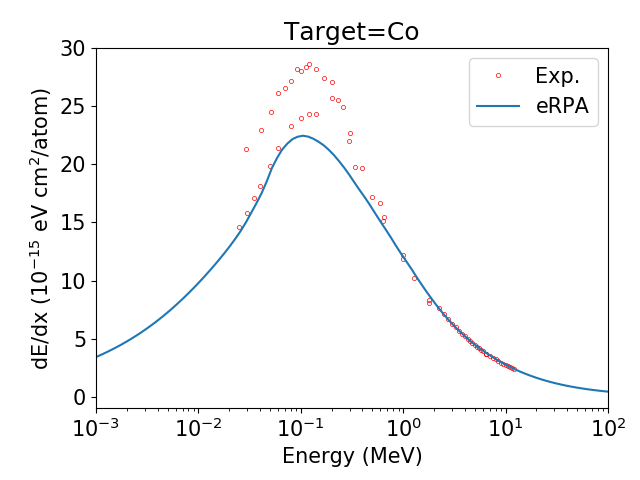 Target=Co
dE/dx (10⁻¹⁵ eV cm²/atom)
30
25
20
15
10
5
0
Exp.
eRPA
10⁻³ 10⁻² 10⁻¹ 10⁰ 10¹ 10²
Energy (MeV)